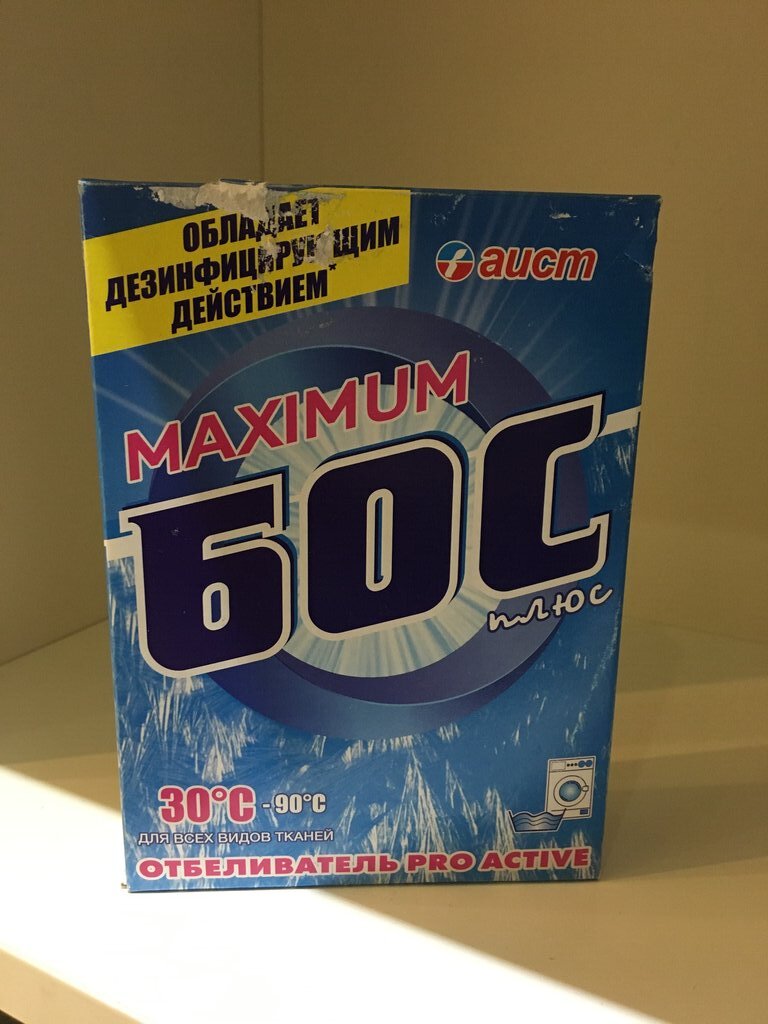 ОБЛАДАЕТ
ДЕЗИНФИЦИРУЮЩИМ
ДЕЙСТВИЕМ*
аист
MAXIMUM
БОС
плюс
30°C - 90°C
ДЛЯ ВСЕХ ВИДОВ ТКАНЕЙ
ОТБЕЛИВАТЕЛЬ PRO ACTIVE